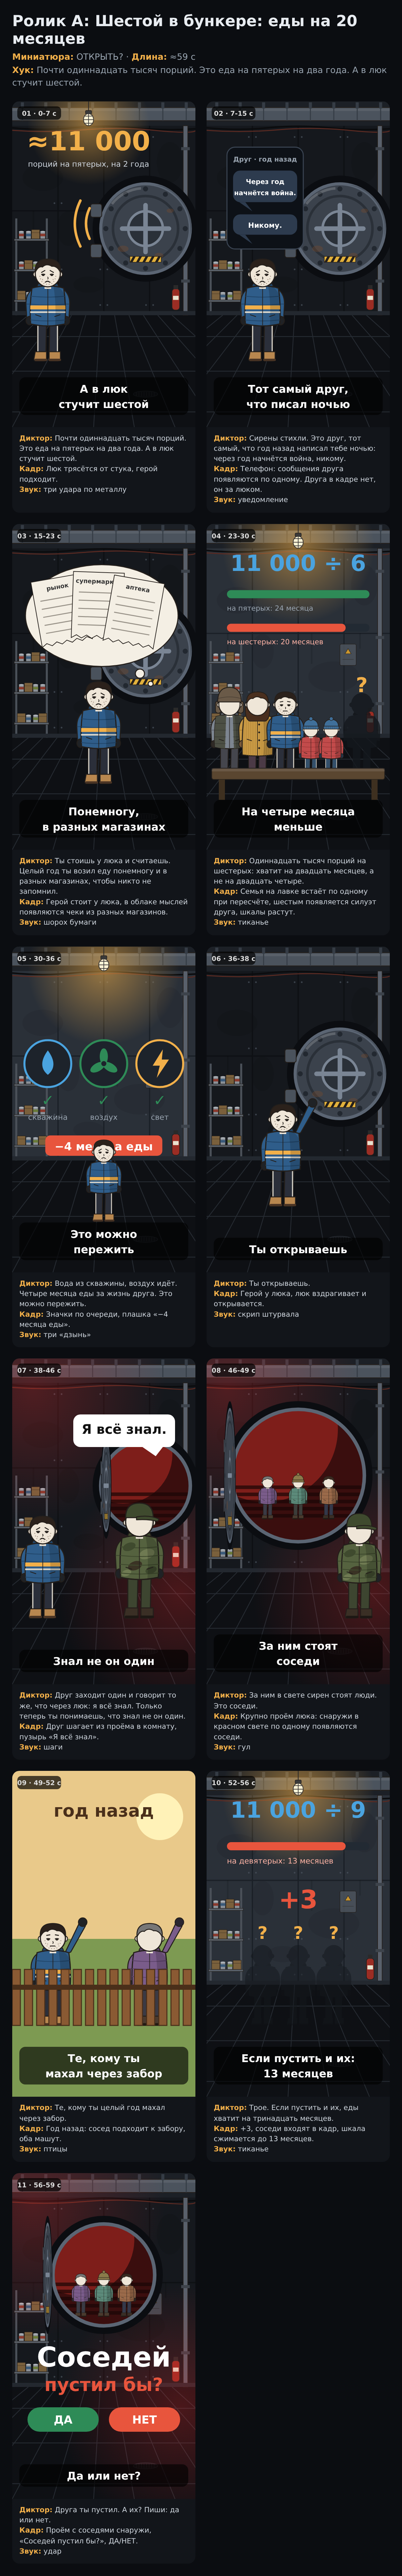 Ролик A: Шестой в бункере: еды на 20
месяцев
Миниатюра: ОТКРЫТЬ? · Длина: ≈59 с
Хук: Почти одиннадцать тысяч порций. Это еда на пятерых на два года. А в люк
стучит шестой.
01 · 0-7 с
≈11 000
порций на пятерых, на 2 года
А в люк
стучит шестой
Диктор: Почти одиннадцать тысяч порций.
Это еда на пятерых на два года. А в люк
стучит шестой.
Кадр: Люк трясётся от стука, герой
подходит.
Звук: три удара по металлу
02 · 7-15 с
Друг · год назад
Через год
начнётся война.
Никому.
Тот самый друг,
что писал ночью
Диктор: Сирены стихли. Это друг, тот
самый, что год назад написал тебе ночью:
через год начнётся война, никому.
Кадр: Телефон: сообщения друга
появляются по одному. Друга в кадре нет,
он за люком.
Звук: уведомление
03 · 15-23 с
рынок
супермарк
аптека
Понемногу,
в разных магазинах
Диктор: Ты стоишь у люка и считаешь.
Целый год ты возил еду понемногу и в
разных магазинах, чтобы никто не
запомнил.
Кадр: Герой стоит у люка, в облаке мыслей
появляются чеки из разных магазинов.
Звук: шорох бумаги
04 · 23-30 с
11 000 ÷ 6
на пятерых: 24 месяца
на шестерых: 20 месяцев
?
На четыре месяца
меньше
Диктор: Одиннадцать тысяч порций на
шестерых: хватит на двадцать месяцев, а
не на двадцать четыре.
Кадр: Семья на лавке встаёт по одному
при пересчёте, шестым появляется силуэт
друга, шкалы растут.
Звук: тиканье
05 · 30-36 с
✓ ✓ ✓
скважина воздух свет
−4 ме а еды
Это можно
пережить
Диктор: Вода из скважины, воздух идёт.
Четыре месяца еды за жизнь друга. Это
можно пережить.
Кадр: Значки по очереди, плашка «−4
месяца еды».
Звук: три «дзынь»
06 · 36-38 с
Ты открываешь
Диктор: Ты открываешь.
Кадр: Герой у люка, люк вздрагивает и
открывается.
Звук: скрип штурвала
07 · 38-46 с
Я всё знал.
Знал не он один
Диктор: Друг заходит один и говорит то
же, что через люк: я всё знал. Только
теперь ты понимаешь, что знал не он один.
Кадр: Друг шагает из проёма в комнату,
пузырь «Я всё знал».
Звук: шаги
08 · 46-49 с
За ним стоят
соседи
Диктор: За ним в свете сирен стоят люди.
Это соседи.
Кадр: Крупно проём люка: снаружи в
красном свете по одному появляются
соседи.
Звук: гул
09 · 49-52 с
год назад
Те, кому ты
махал через забор
Диктор: Те, кому ты целый год махал
через забор.
Кадр: Год назад: сосед подходит к забору,
оба машут.
Звук: птицы
10 · 52-56 с
11 000 ÷ 9
на девятерых: 13 месяцев
+3
? ? ?
Если пустить и их:
13 месяцев
Диктор: Трое. Если пустить и их, еды
хватит на тринадцать месяцев.
Кадр: +3, соседи входят в кадр, шкала
сжимается до 13 месяцев.
Звук: тиканье
11 · 56-59 с
Соседей
пустил бы?
ДА НЕТ
Да или нет?
Диктор: Друга ты пустил. А их? Пиши: да
или нет.
Кадр: Проём с соседями снаружи,
«Соседей пустил бы?», ДА/НЕТ.
Звук: удар